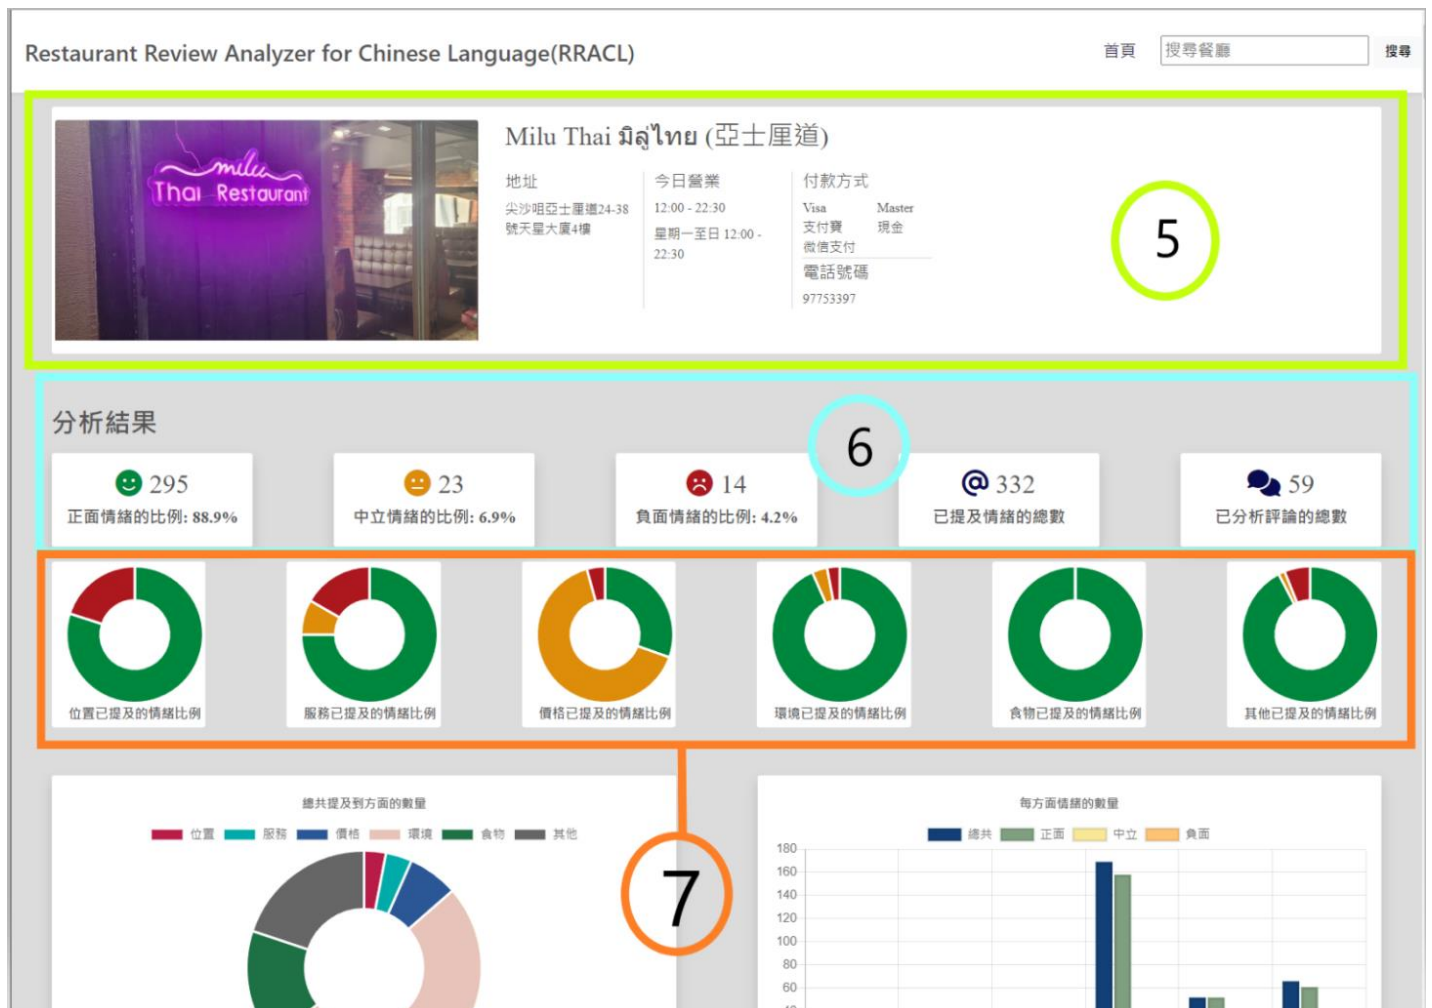 Restaurant Review Analyzer for Chinese Language(RRACL)
首頁
搜尋餐廳
搜尋
milu
Thai Restaurant
Milu Thai มิลู่ไทย (亞士厘道)
地址
尖沙咀亞士厘道24-38
號天星大廈4樓
今日營業
12:00 - 22:30
星期一至日 12:00 -
22:30
付款方式
Visa Master
支付寶 現金
微信支付
電話號碼
97753397
5
分析結果
6
295
正面情緒的比例: 88.9%
23
中立情緒的比例: 6.9%
14
負面情緒的比例: 4.2%
332
已提及情緒的總數
59
已分析評論的總數
位置已提及的情緒比例
服務已提及的情緒比例
價格已提及的情緒比例
環境已提及的情緒比例
食物已提及的情緒比例
其他已提及的情緒比例
7
總共提及到方面的數量
位置 服務 價格 環境 食物 其他
每方面情緒的數量
總共 正面 中立 負面
180
160
140
120
100
80
60